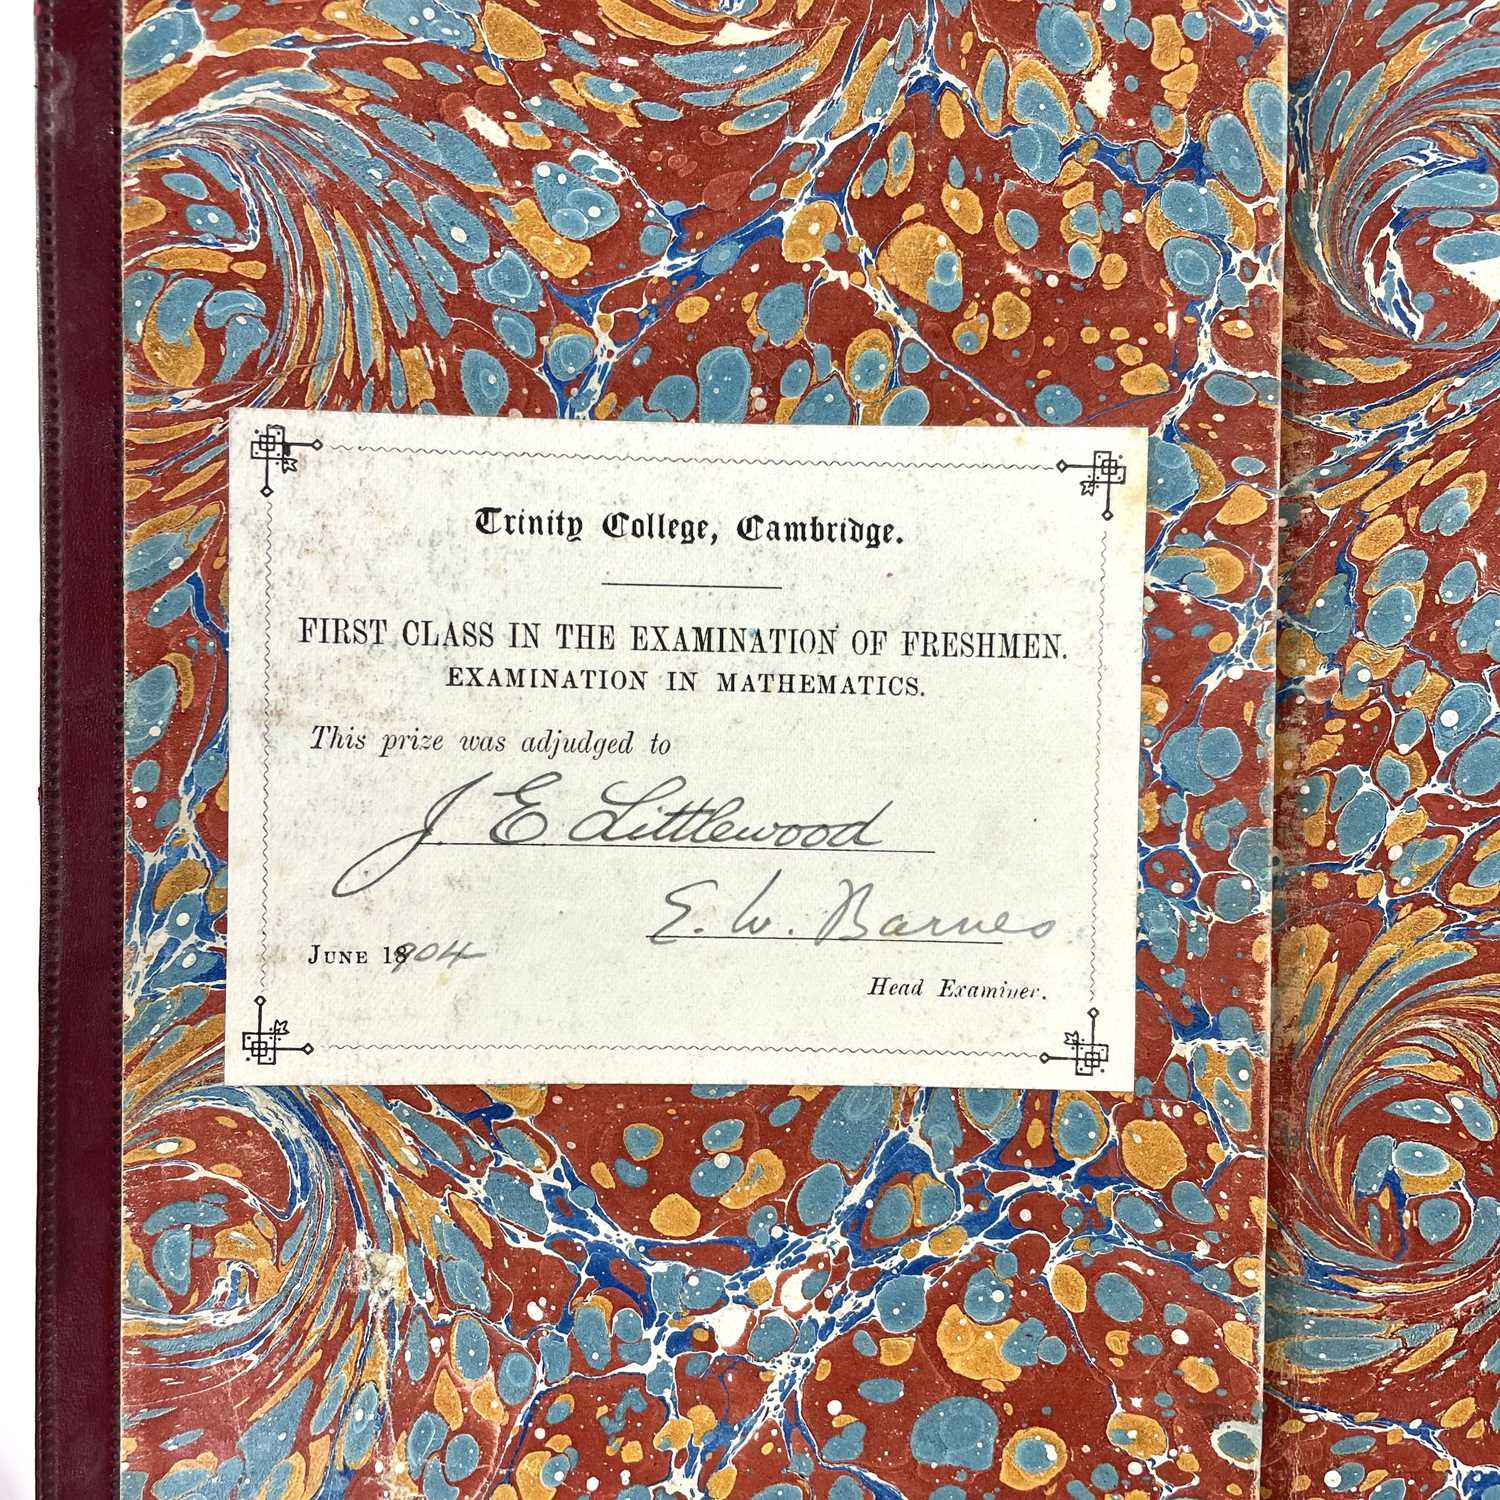 Trinity College, Cambridge.
FIRST CLASS IN THE EXAMINATION OF FRESHMEN.
EXAMINATION IN MATHEMATICS.
This prize was adjudged to
J. E. Littlewood
E. W. Barnes
JUNE 1904
Head Examiner.